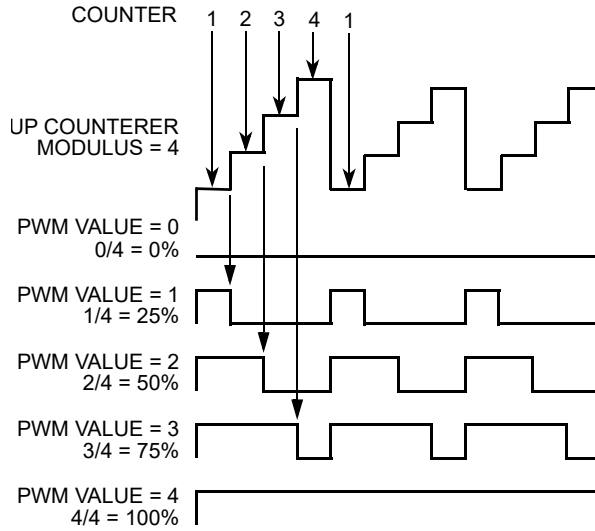 COUNTER 1 2 3 4 1
UP COUNTERER
MODULUS = 4
PWM VALUE = 0
0/4 = 0%
PWM VALUE = 1
1/4 = 25%
PWM VALUE = 2
2/4 = 50%
PWM VALUE = 3
3/4 = 75%
PWM VALUE = 4
4/4 = 100%